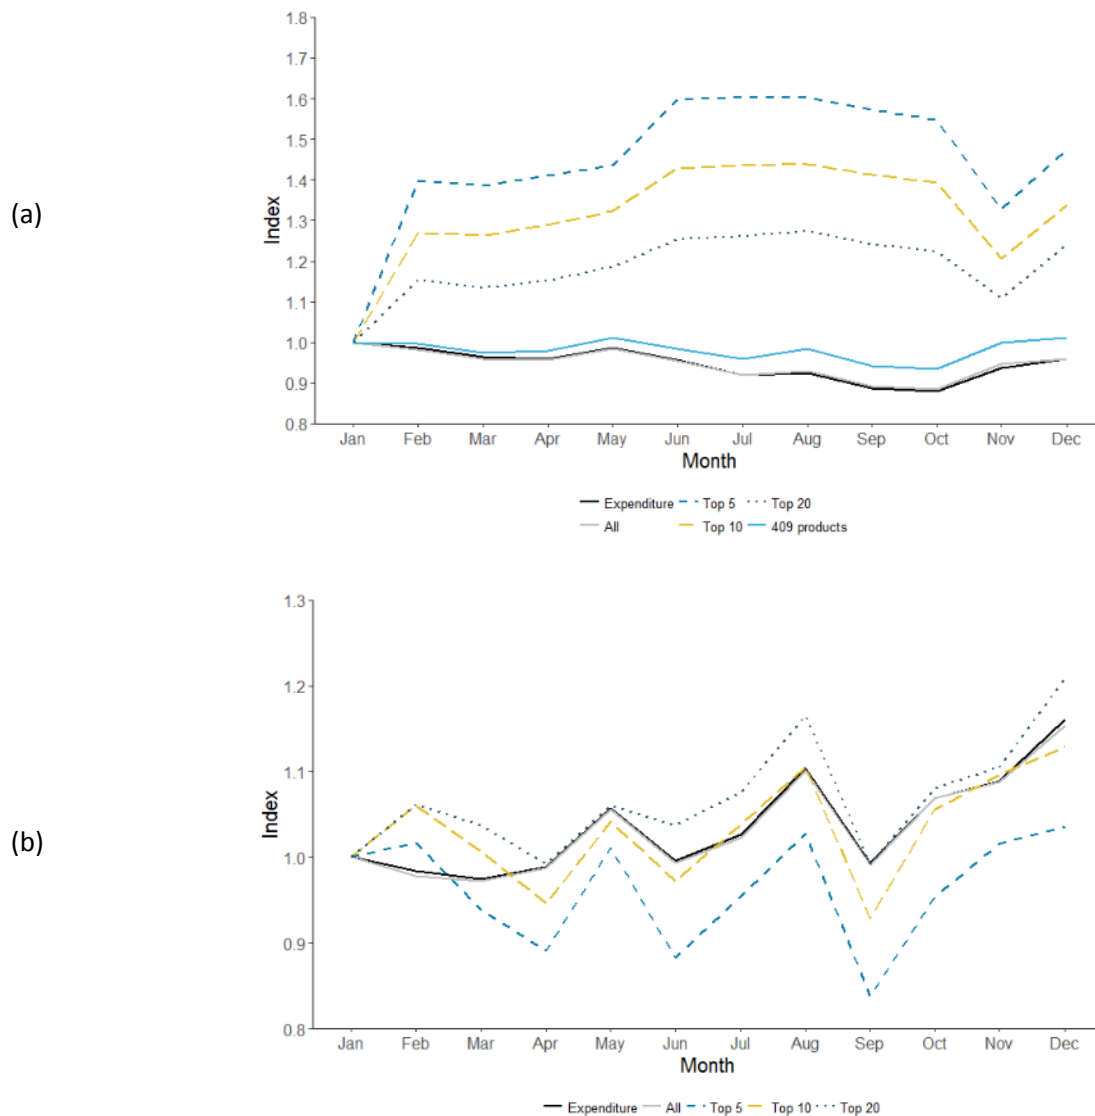 1.8
1.7
1.6
1.5
1.4
(a)
1.3
Index
1.2
1.1
1.0
0.9
0.8
Jan Feb Mar Apr May Jun Jul Aug Sep Oct Nov Dec
Month
Expenditure Top 5 Top 20
All Top 10 409 products
1.3
1.2
1.1
(b)
Index
1.0
0.9
0.8
Jan Feb Mar Apr May Jun Jul Aug Sep Oct Nov Dec
Month
Expenditure All Top 5 Top 10 Top 20